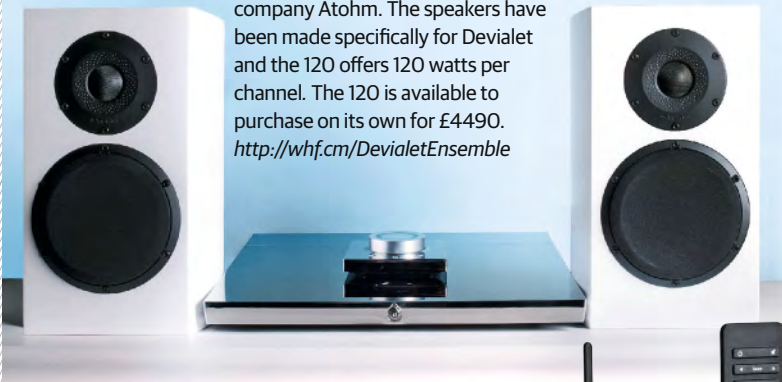 company Atohm. The speakers have
been made specifically for Devialet
and the 120 offers 120 watts per
channel. The 120 is available to
purchase on its own for £4490.
http://whf.cm/DevialetEnsemble